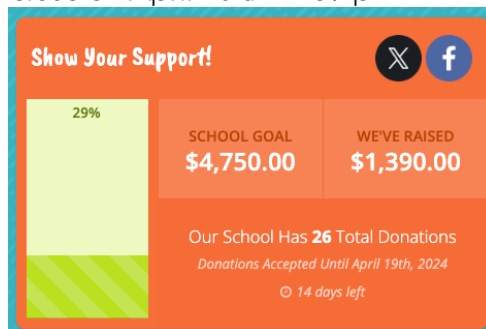 Show Your Support!
29%
SCHOOL GOAL
$4,750.00
WE'VE RAISED
$1,390.00
Our School Has 26 Total Donations
Donations Accepted Until April 19th, 2024
14 days left